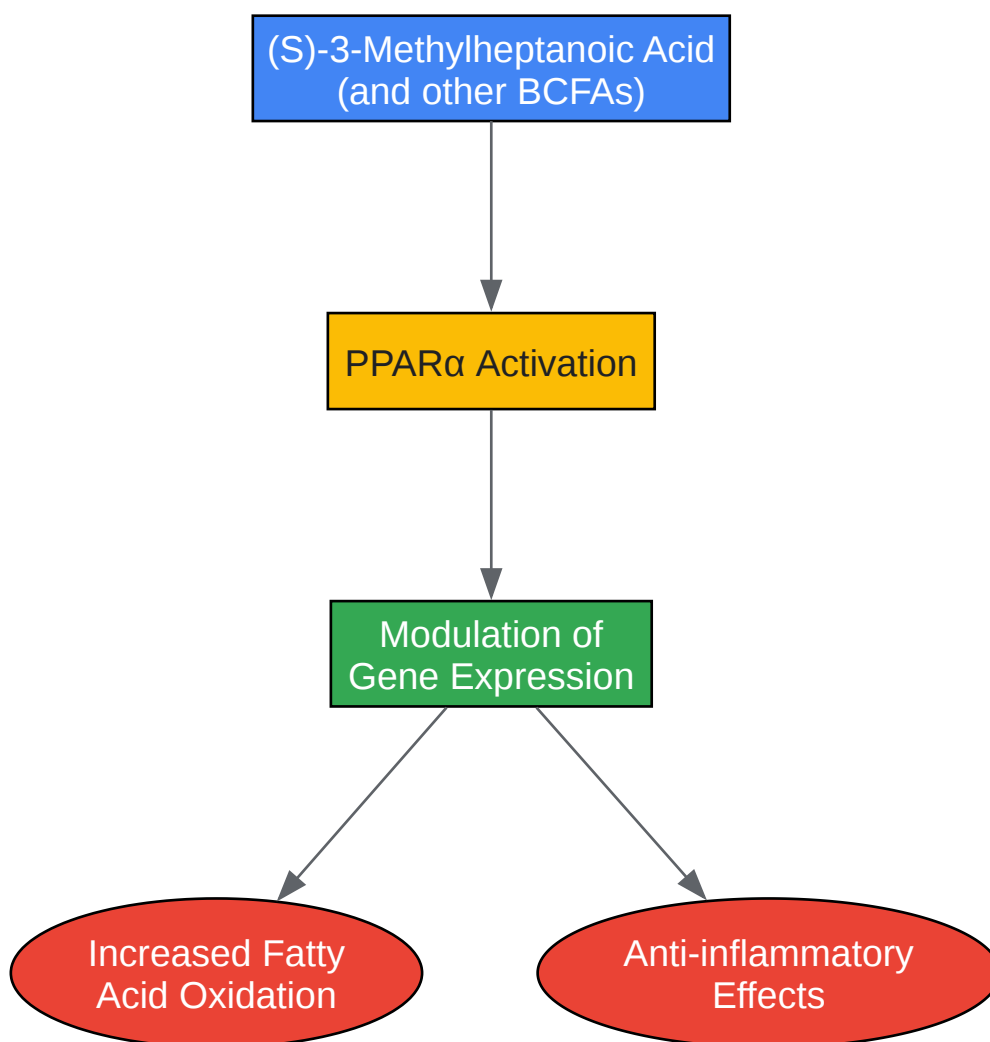 (S)-3-Methylheptanoic Acid
(and other BCFAs)
PPARα Activation
Modulation of
Gene Expression
Increased Fatty
Acid Oxidation
Anti-inflammatory
Effects